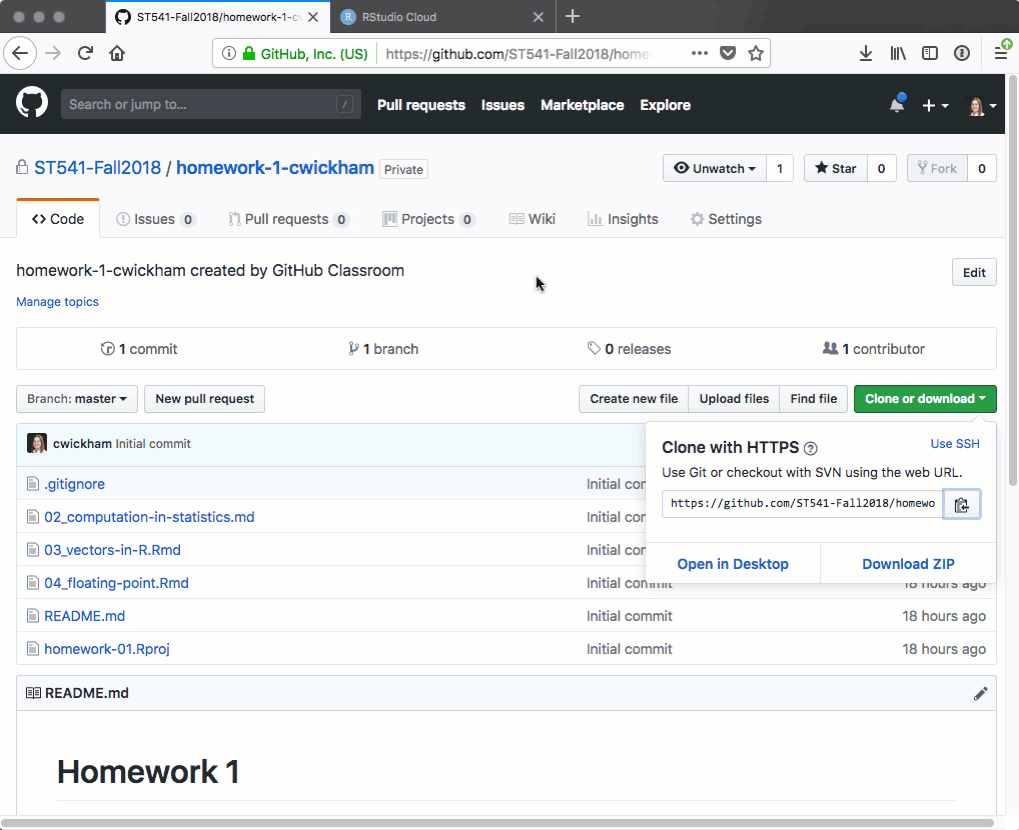 ST541-Fall2018/homework-1-cw
RStudio Cloud
GitHub, Inc. (US) https://github.com/ST541-Fall2018/homew
Search or jump to... / Pull requests Issues Marketplace Explore
ST541-Fall2018 / homework-1-cwickham Private
Unwatch 1 Star 0 Fork 0
Code Issues 0 Pull requests 0 Projects 0 Wiki Insights Settings
homework-1-cwickham created by GitHub Classroom
Edit
Manage topics
1 commit 1 branch 0 releases 1 contributor
Branch: master New pull request Create new file Upload files Find file Clone or download
cwickham Initial commit
Clone with HTTPS ? Use SSH
Use Git or checkout with SVN using the web URL.
https://github.com/ST541-Fall2018/homewo
Open in Desktop Download ZIP
.gitignore Initial com
02_computation-in-statistics.md Initial com
03_vectors-in-R.Rmd Initial com
04_floating-point.Rmd Initial commit 18 hours ago
README.md Initial commit 18 hours ago
homework-01.Rproj Initial commit 18 hours ago
README.md
Homework 1